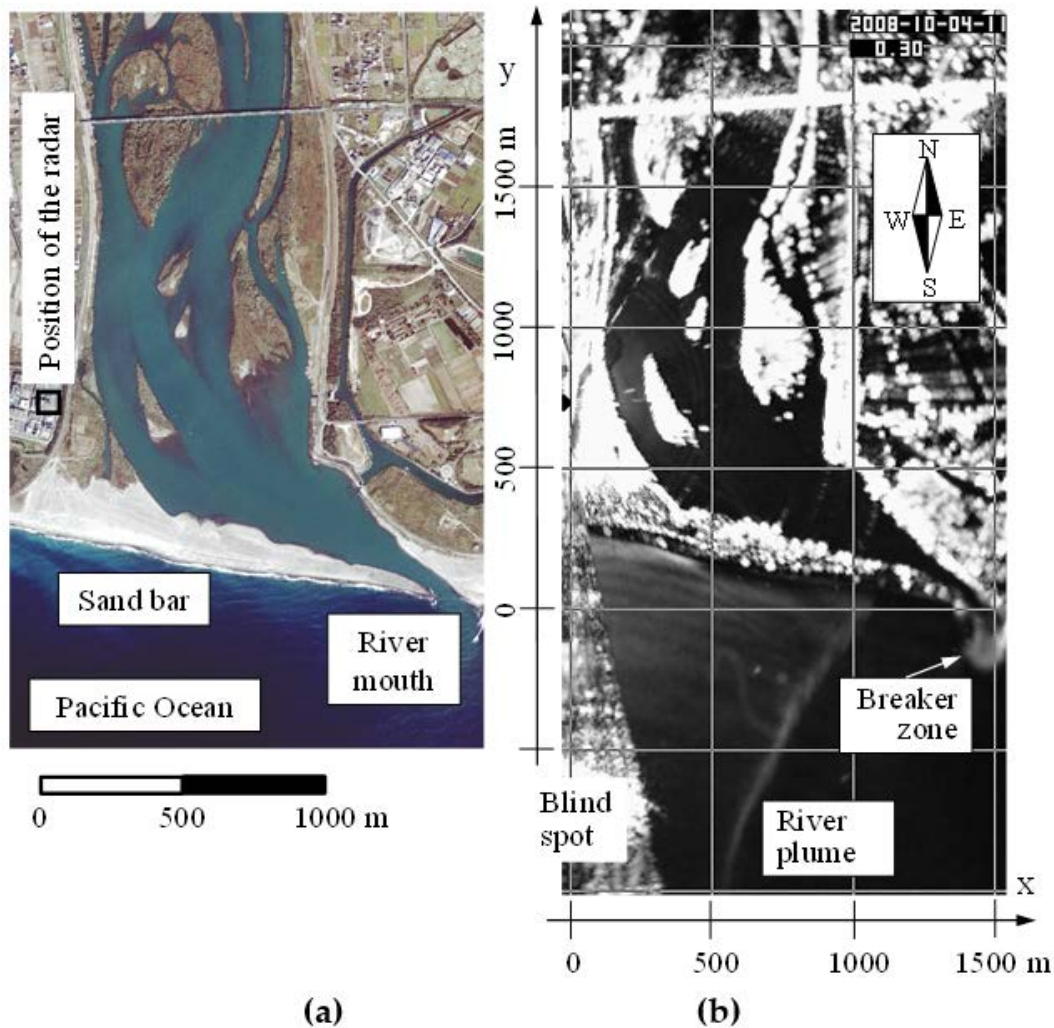 Position of the radar
Sand bar
River
mouth
Pacific Ocean
0
500
1000 m
(a)
y
1500 m
1000
500
0
2008-10-04-11
0.30
N
W
E
S
Breaker
zone
Blind
spot
River
plume
x
0
500
1000
1500 m
(b)